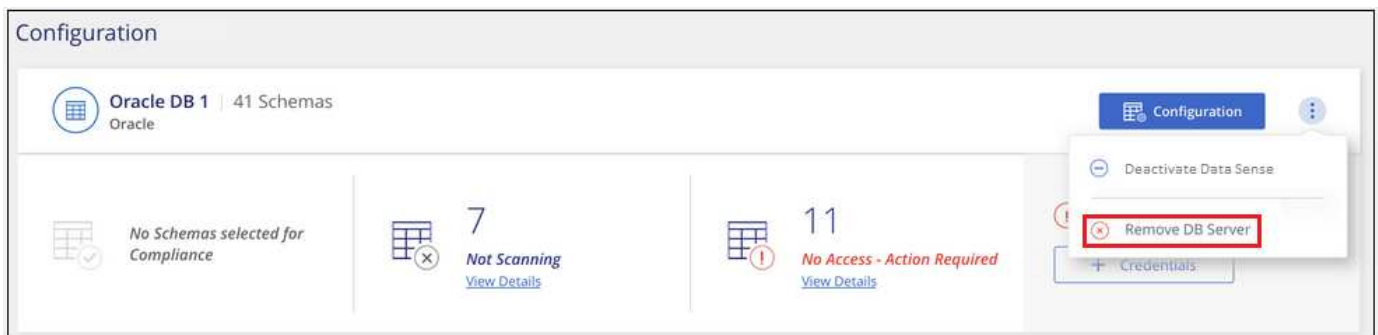 Configuration
Oracle DB 1 | 41 Schemas
Oracle
Configuration
Deactivate Data Sense
Remove DB Server
No Schemas selected for
Compliance
7
Not Scanning
View Details
11
No Access - Action Required
View Details
+ Credentials